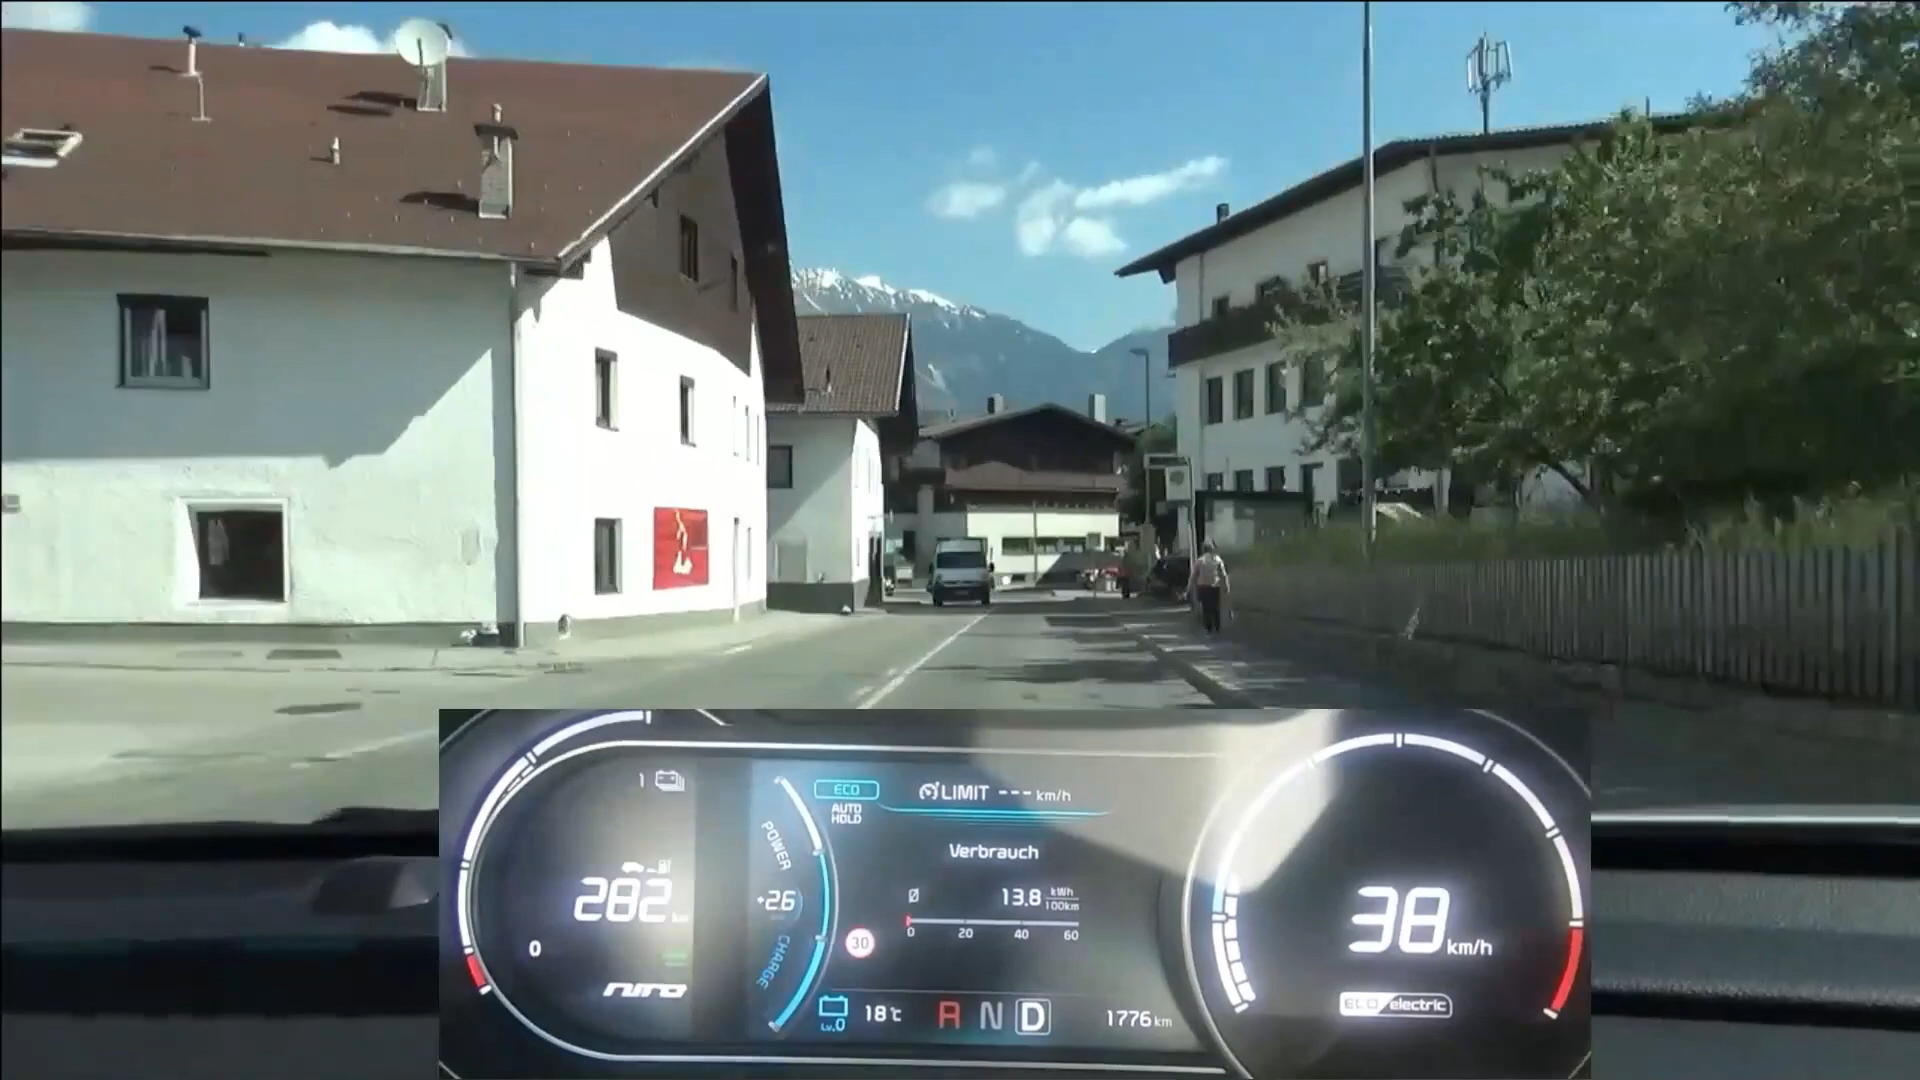 1
ECO
LIMIT --- km/h
AUTO
HOLD
POWER
Verbrauch
282 km
+26
Ø 13.8 kWh
100km
38 km/h
0 20 40 60
30
0
CHARGE
niro
ECO electric
Lv.0
18°C
R N D
1776 km